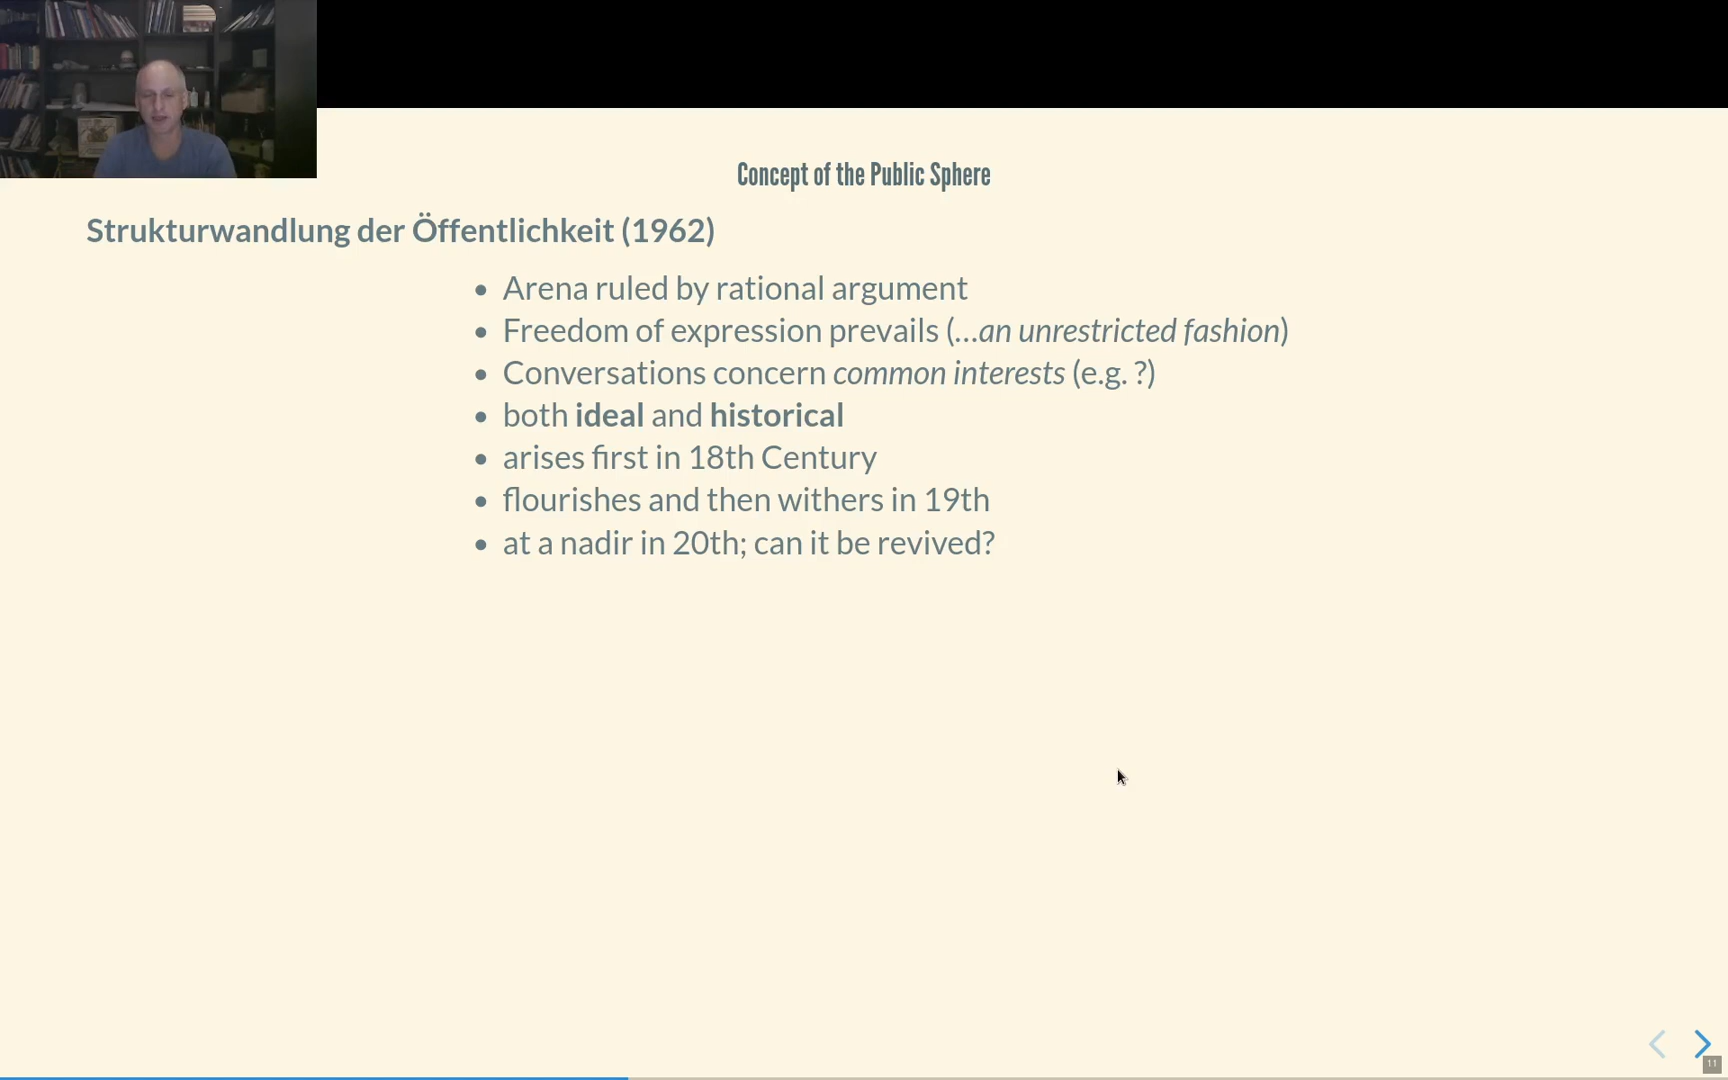 Concept of the Public Sphere
Strukturwandlung der Öffentlichkeit (1962)
• Arena ruled by rational argument
• Freedom of expression prevails (...an unrestricted fashion)
• Conversations concern common interests (e.g. ?)
• both ideal and historical
• arises first in 18th Century
• flourishes and then withers in 19th
• at a nadir in 20th; can it be revived?
11